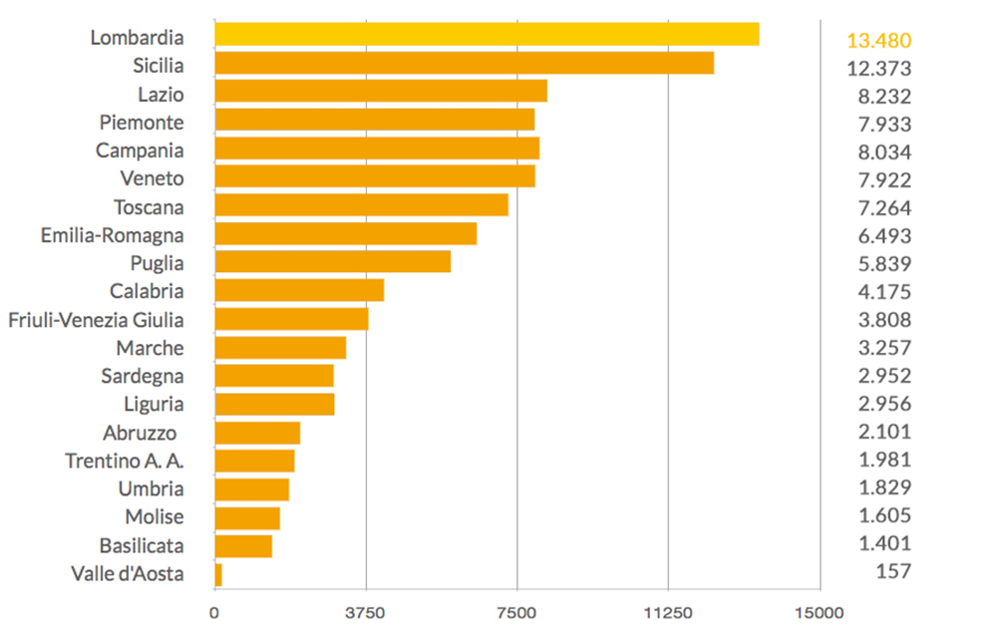 Lombardia 13.480
Sicilia 12.373
Lazio 8.232
Piemonte 7.933
Campania 8.034
Veneto 7.922
Toscana 7.264
Emilia-Romagna 6.493
Puglia 5.839
Calabria 4.175
Friuli-Venezia Giulia 3.808
Marche 3.257
Sardegna 2.952
Liguria 2.956
Abruzzo 2.101
Trentino A. A. 1.981
Umbria 1.829
Molise 1.605
Basilicata 1.401
Valle d'Aosta 157
0 3750 7500 11250 15000